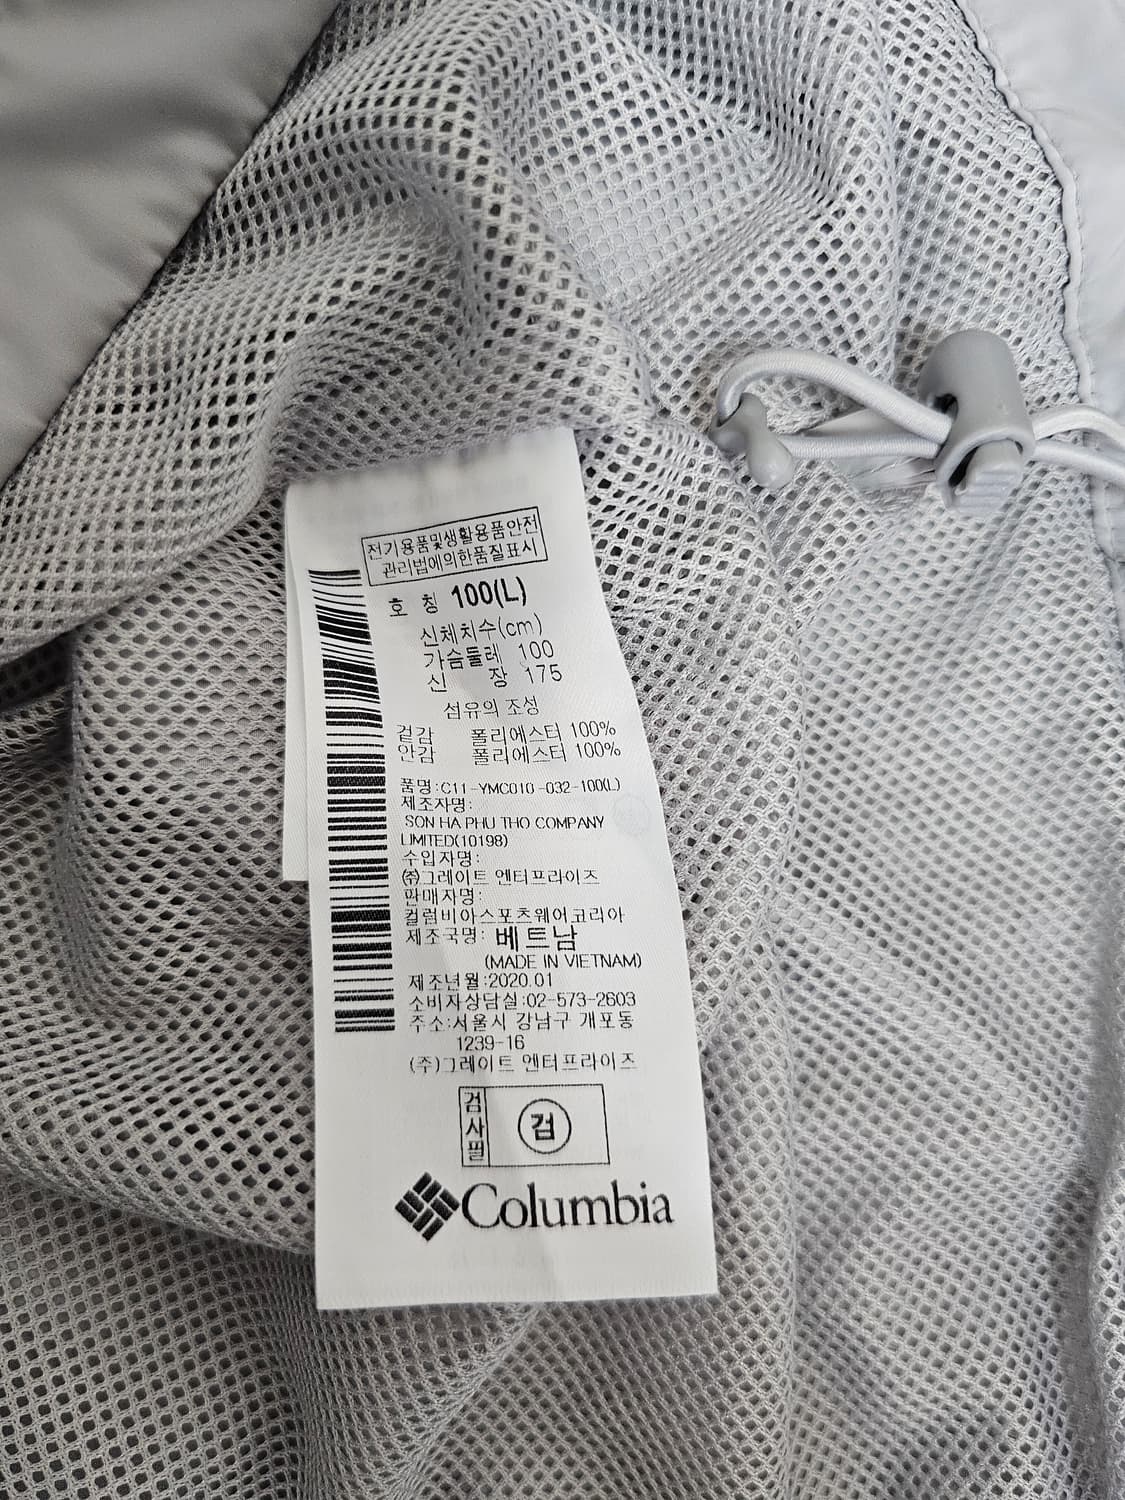 전기용품및생활용품안전
관리법에의한품질표시
호 칭 100(L)
신체치수(cm)
가슴둘레 100
신 장 175
섬유의 조성
겉감 폴리에스터 100%
안감 폴리에스터 100%
품명:C11-YMC010-032-100(L)
제조자명:
SON HA PHU THO COMPANY
LIMITED(10198)
수입자명:
㈜그레이트 엔터프라이즈
판매자명:
컬럼비아스포츠웨어코리아
제조국명: 베트남
(MADE IN VIETNAM)
제조년월:2020.01
소비자상담실:02-573-2603
주소:서울시 강남구 개포동
1239-16
(주)그레이트 엔터프라이즈
검사필 검
Columbia